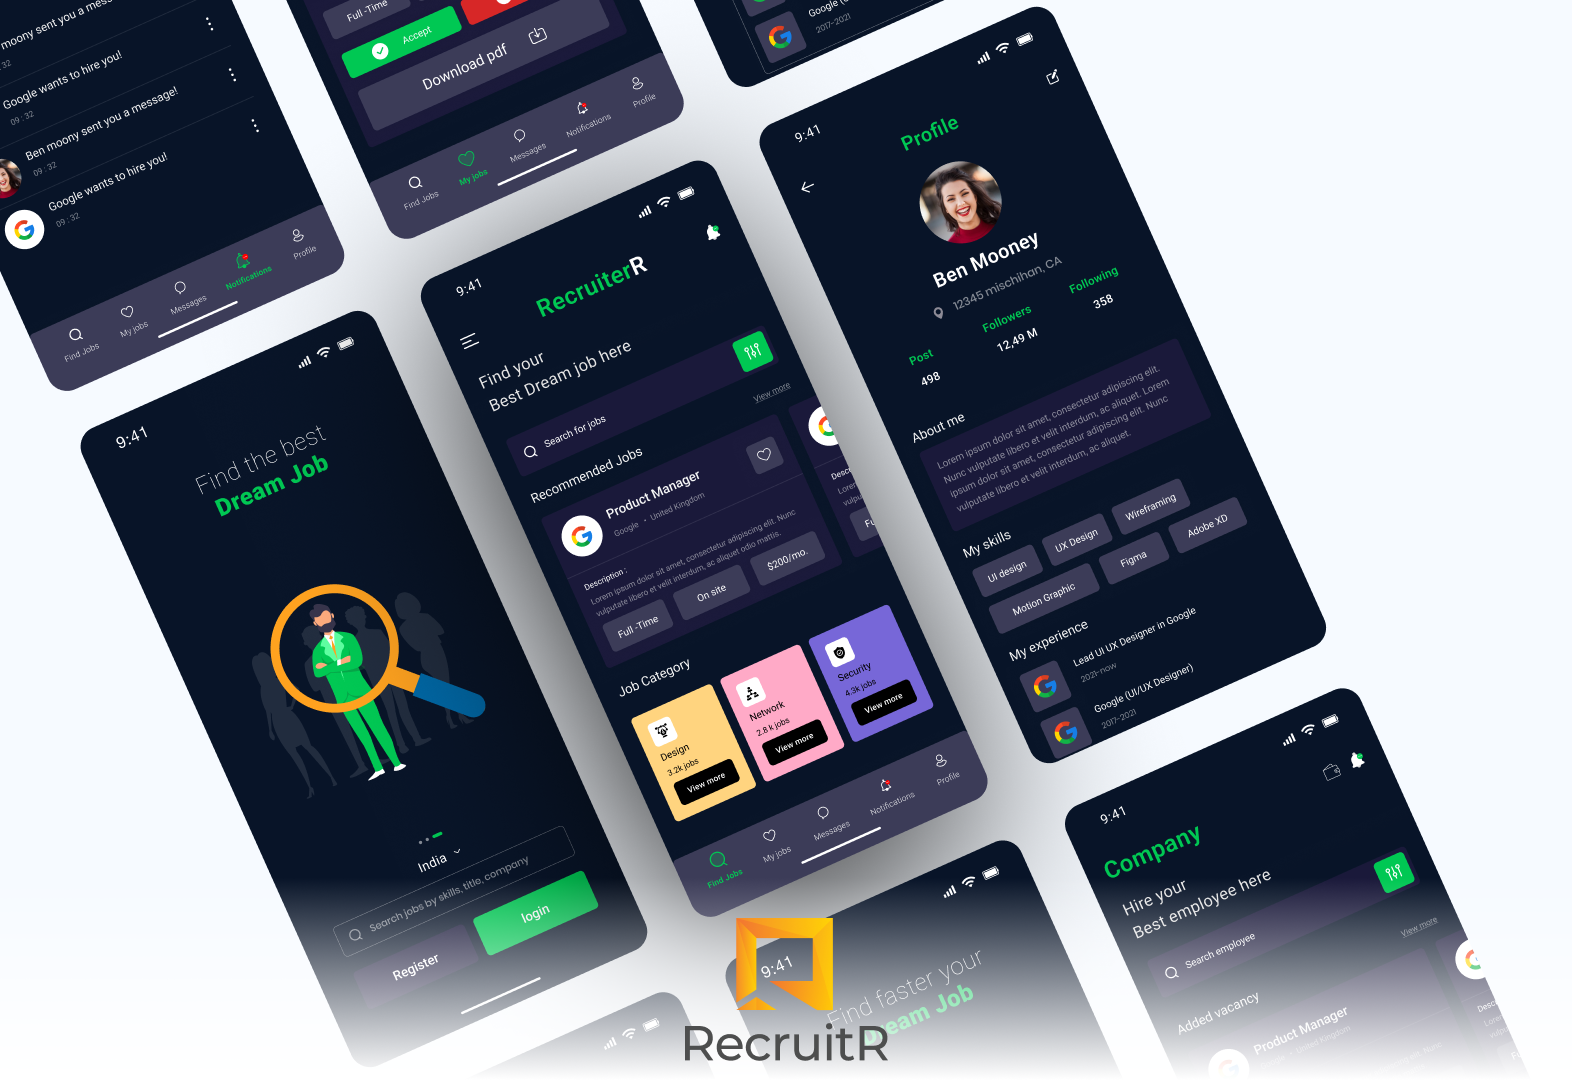 moony sent you a mess
:32
Google wants to hire you!
09 : 32
Ben moony sent you a message!
09 : 32
Google wants to hire you!
09 : 32
Find Jobs
My jobs
Messages
Notifications
Profile
Full -Time
Accept
Download pdf
Find Jobs
My jobs
Messages
Notifications
Profile
Google (
2017-2021
9:41
Find the best
Dream Job
India
Search jobs by skills, title, company
Register
login
9:41
RecruiterR
Find your
Best Dream job here
Search for jobs
View more
Recommended Jobs
Product Manager
Google • United Kingdom
Description :
Lorem ipsum dolor sit amet, consectetur adipiscing elit. Nunc
vulputate libero et velit interdum, ac aliquet odio mattis.
Full -Time
On site
$200/mo.
Descr
Lore
vulpu
Fu
Job Category
Design
3.2k jobs
View more
Network
2.8 k jobs
View more
Security
4.3k jobs
View more
Find Jobs
My jobs
Messages
Notifications
Profile
9:41
Profile
Ben Mooney
12345 mischihan, CA
Post
498
Followers
12,49 M
Following
358
About me
Lorem ipsum dolor sit amet, consectetur adipiscing elit.
Nunc vulputate libero et velit interdum, ac aliquet. Lorem
ipsum dolor sit amet, consectetur adipiscing elit. Nunc
vulputate libero et velit interdum, ac aliquet.
My skills
UI design
UX Design
Wireframing
Motion Graphic
Figma
Adobe XD
My experience
Lead UI UX Designer in Google
2021-now
Google (UI/UX Designer)
2017-2021
9:41
Company
Hire your
Best employee here
Search employee
View more
Added vacancy
Product Manager
Desc
9:41
Find faster your
Dream Job
RecruitR